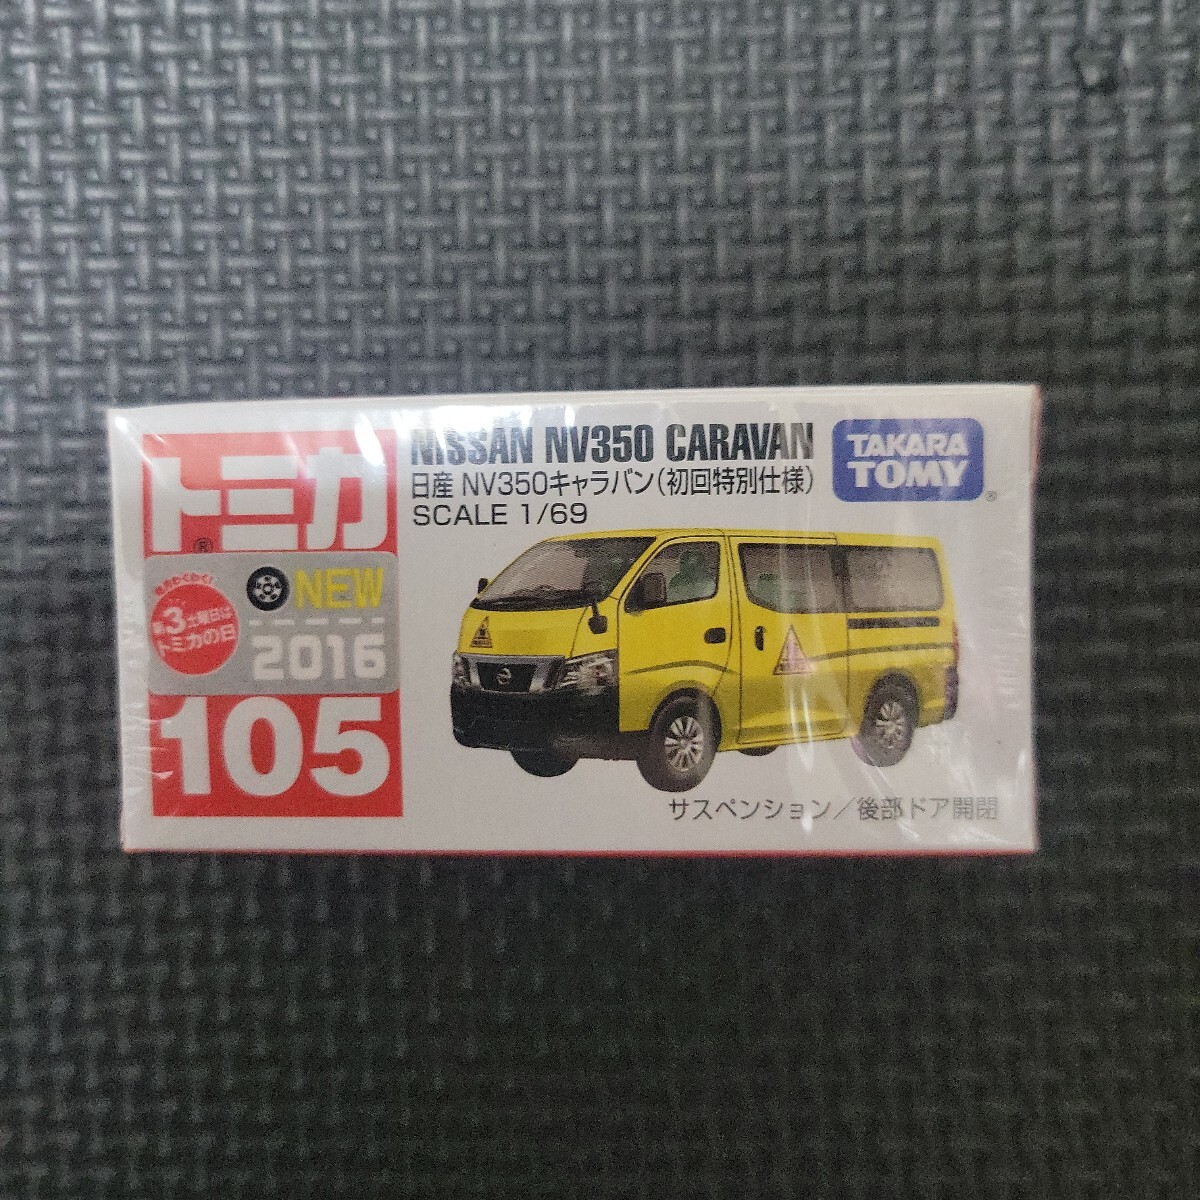 トミカ®
NISSAN NV350 CARAVAN
日産 NV350キャラバン(初回特別仕様)
SCALE 1/69
TAKARA
TOMY®
NEW
2016
第3土曜日は
トミカの日
105
サスペンション/後部ドア開閉